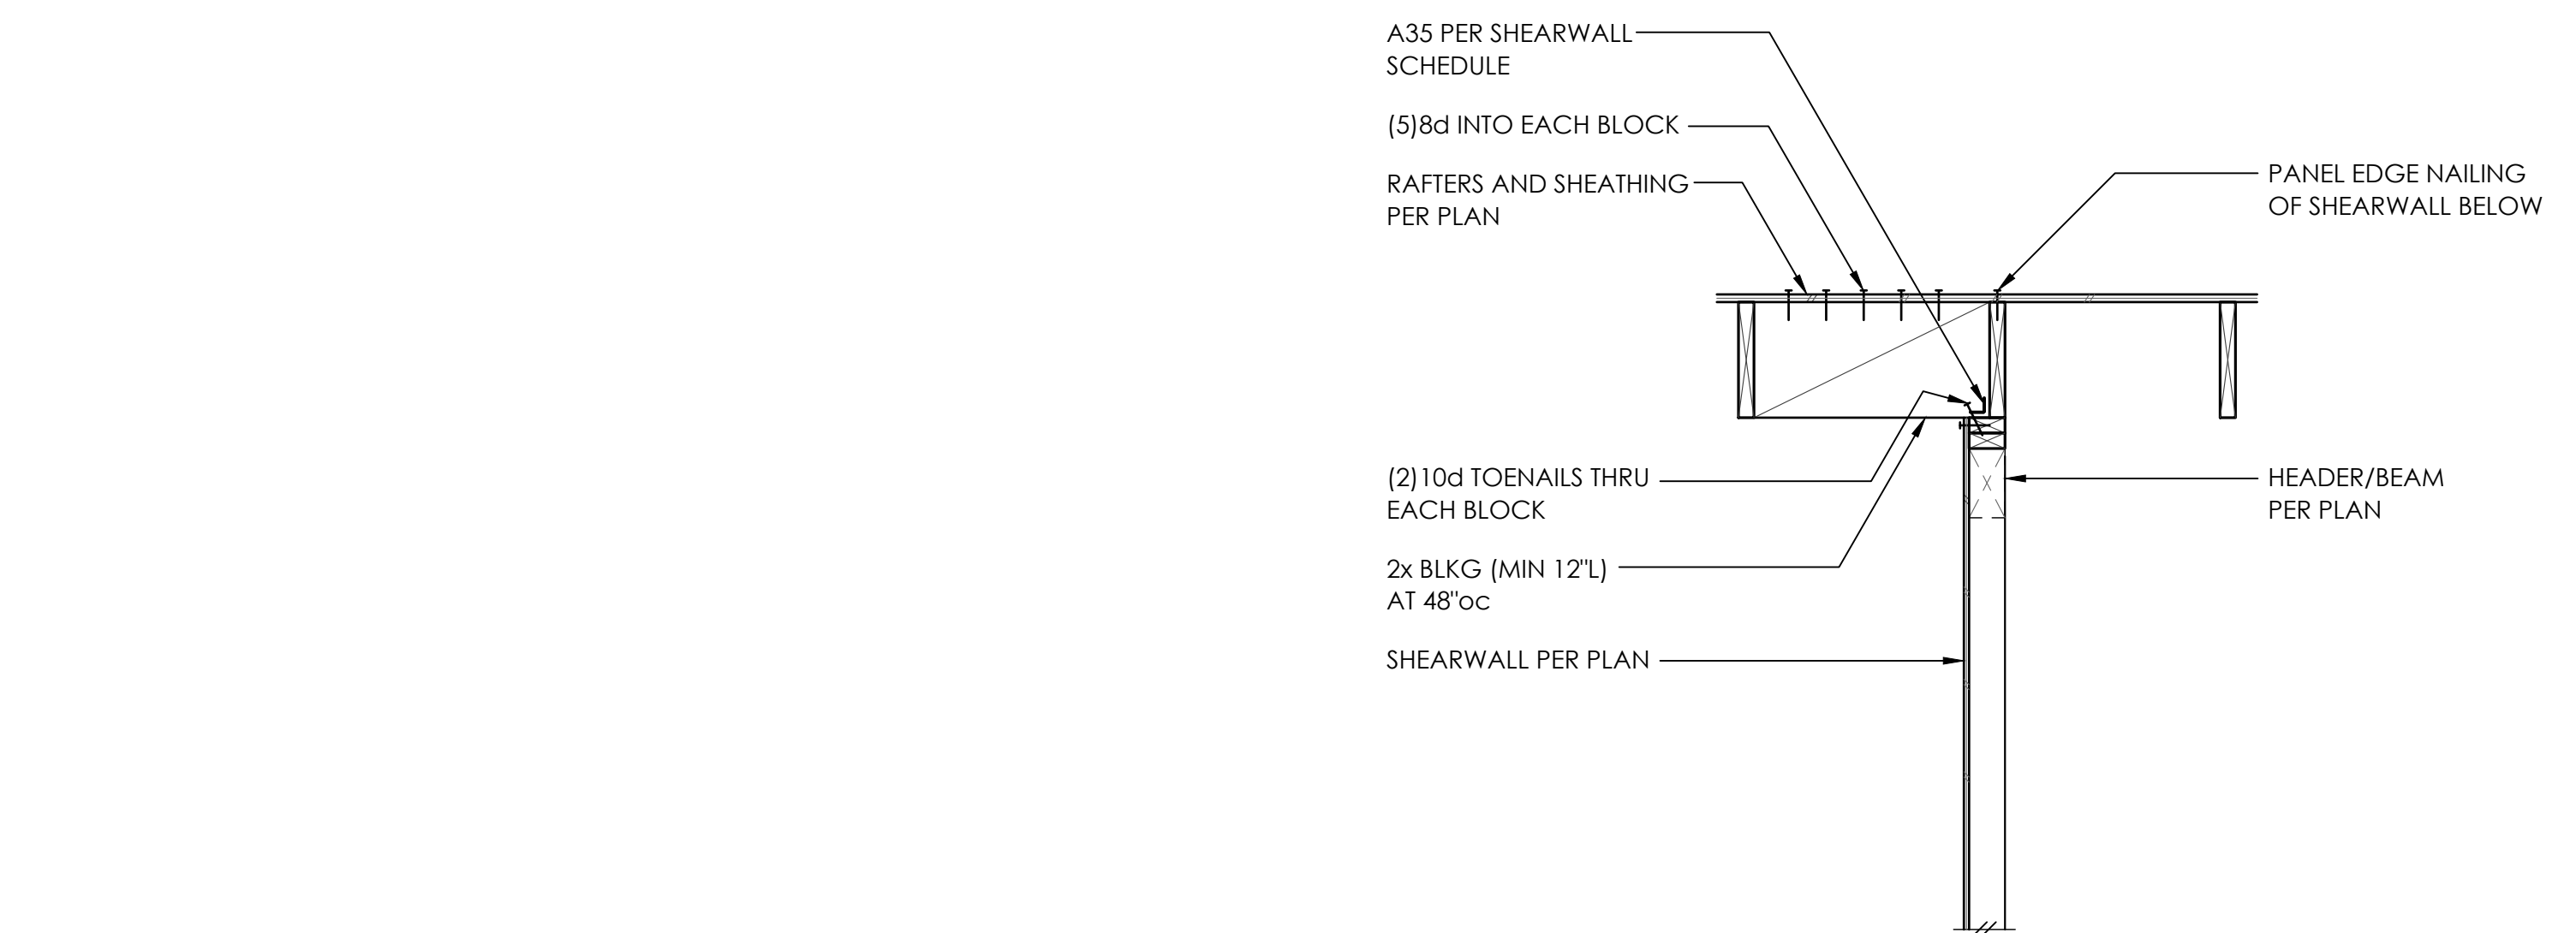 A35 PER SHEARWALL
SCHEDULE
(5)8d INTO EACH BLOCK
RAFTERS AND SHEATHING
PER PLAN
PANEL EDGE NAILING
OF SHEARWALL BELOW
(2)10d TOENAILS THRU
EACH BLOCK
HEADER/BEAM
PER PLAN
2x BLKG (MIN 12"L)
AT 48"oc
SHEARWALL PER PLAN